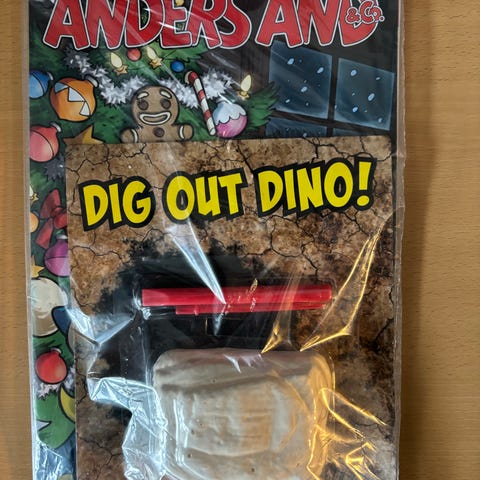 ANDERS AND
& Co.
DIG OUT DINO!